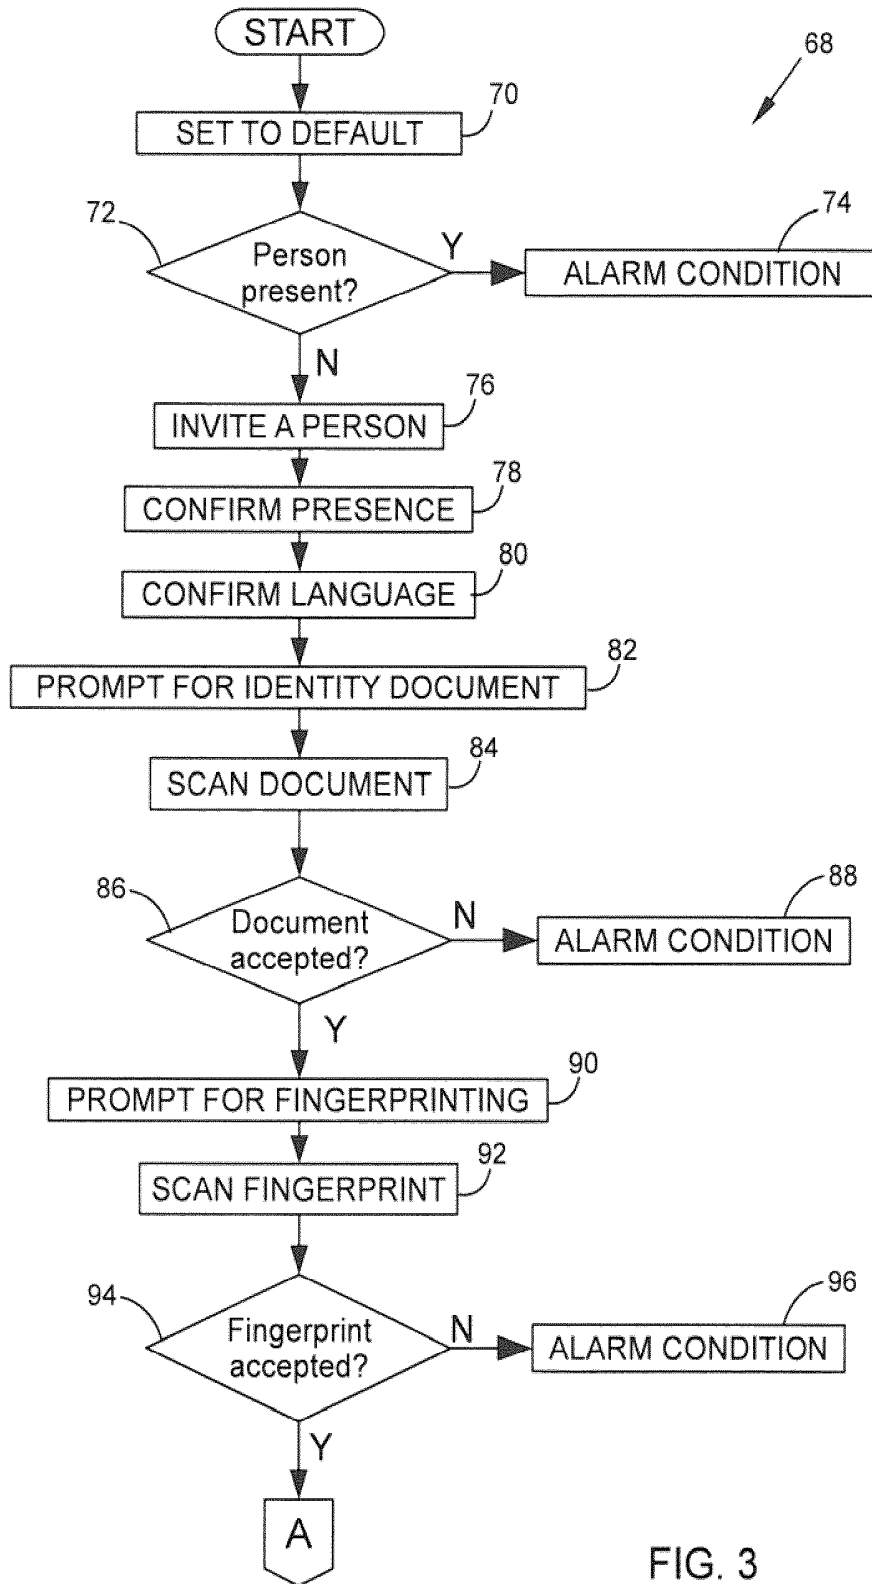 START
68
70
SET TO DEFAULT
72
Person
present?
Y
74
ALARM CONDITION
N
76
INVITE A PERSON
78
CONFIRM PRESENCE
80
CONFIRM LANGUAGE
82
PROMPT FOR IDENTITY DOCUMENT
84
SCAN DOCUMENT
86
Document
accepted?
N
88
ALARM CONDITION
Y
90
PROMPT FOR FINGERPRINTING
92
SCAN FINGERPRINT
94
Fingerprint
accepted?
N
96
ALARM CONDITION
Y
A
FIG. 3